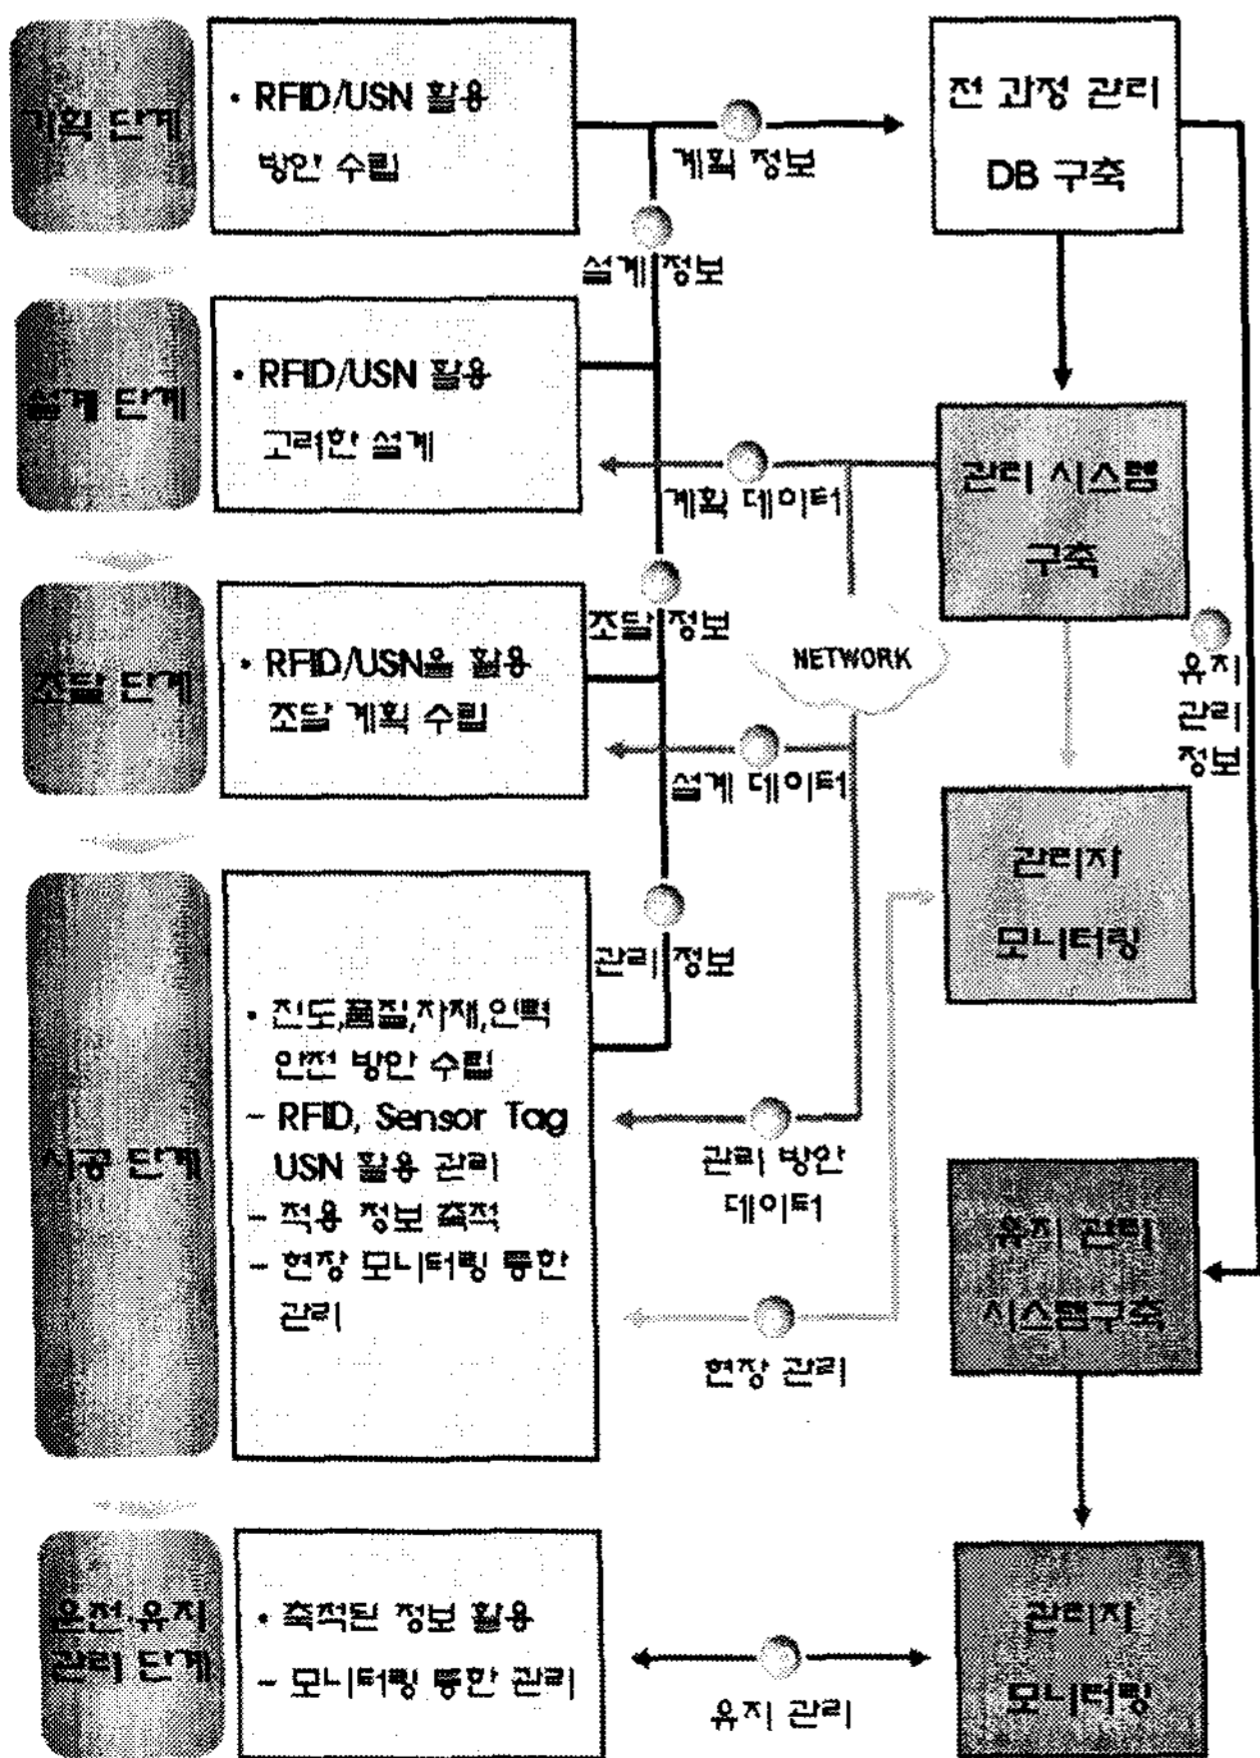 계획 단계
• RFID/USN 활용
방안 수립
계획 정보
전 과정 관리
DB 구축
설계 정보
설계 단계
• RFID/USN 활용
고려한 설계
계획 데이터
관리 시스템
구축
조달 단계
• RFID/USN을 활용
조달 계획 수립
조달 정보
NETWORK
유지
관리
정보
설계 데이터
관리자
모니터링
관리 정보
시공 단계
• 진도,품질,자재,인력
안전 방안 수립
- RFID, Sensor Tag
USN 활용 관리
- 적용 정보 축적
- 현장 모니터링 통한
관리
관리 방안
데이터
현장 관리
유지 관리
시스템구축
운전·유지
관리 단계
• 축적된 정보 활용
- 모니터링 통한 관리
유지 관리
관리자
모니터링